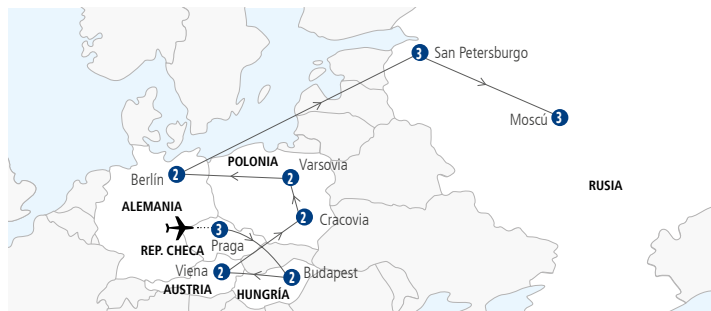 3 San Petersburgo
Moscú 3
POLONIA
Varsovia
2
Berlín 2
RUSIA
ALEMANIA
2 Cracovia
3
REP. CHECA
Praga
Viena 2
2 Budapest
AUSTRIA
HUNGRÍA